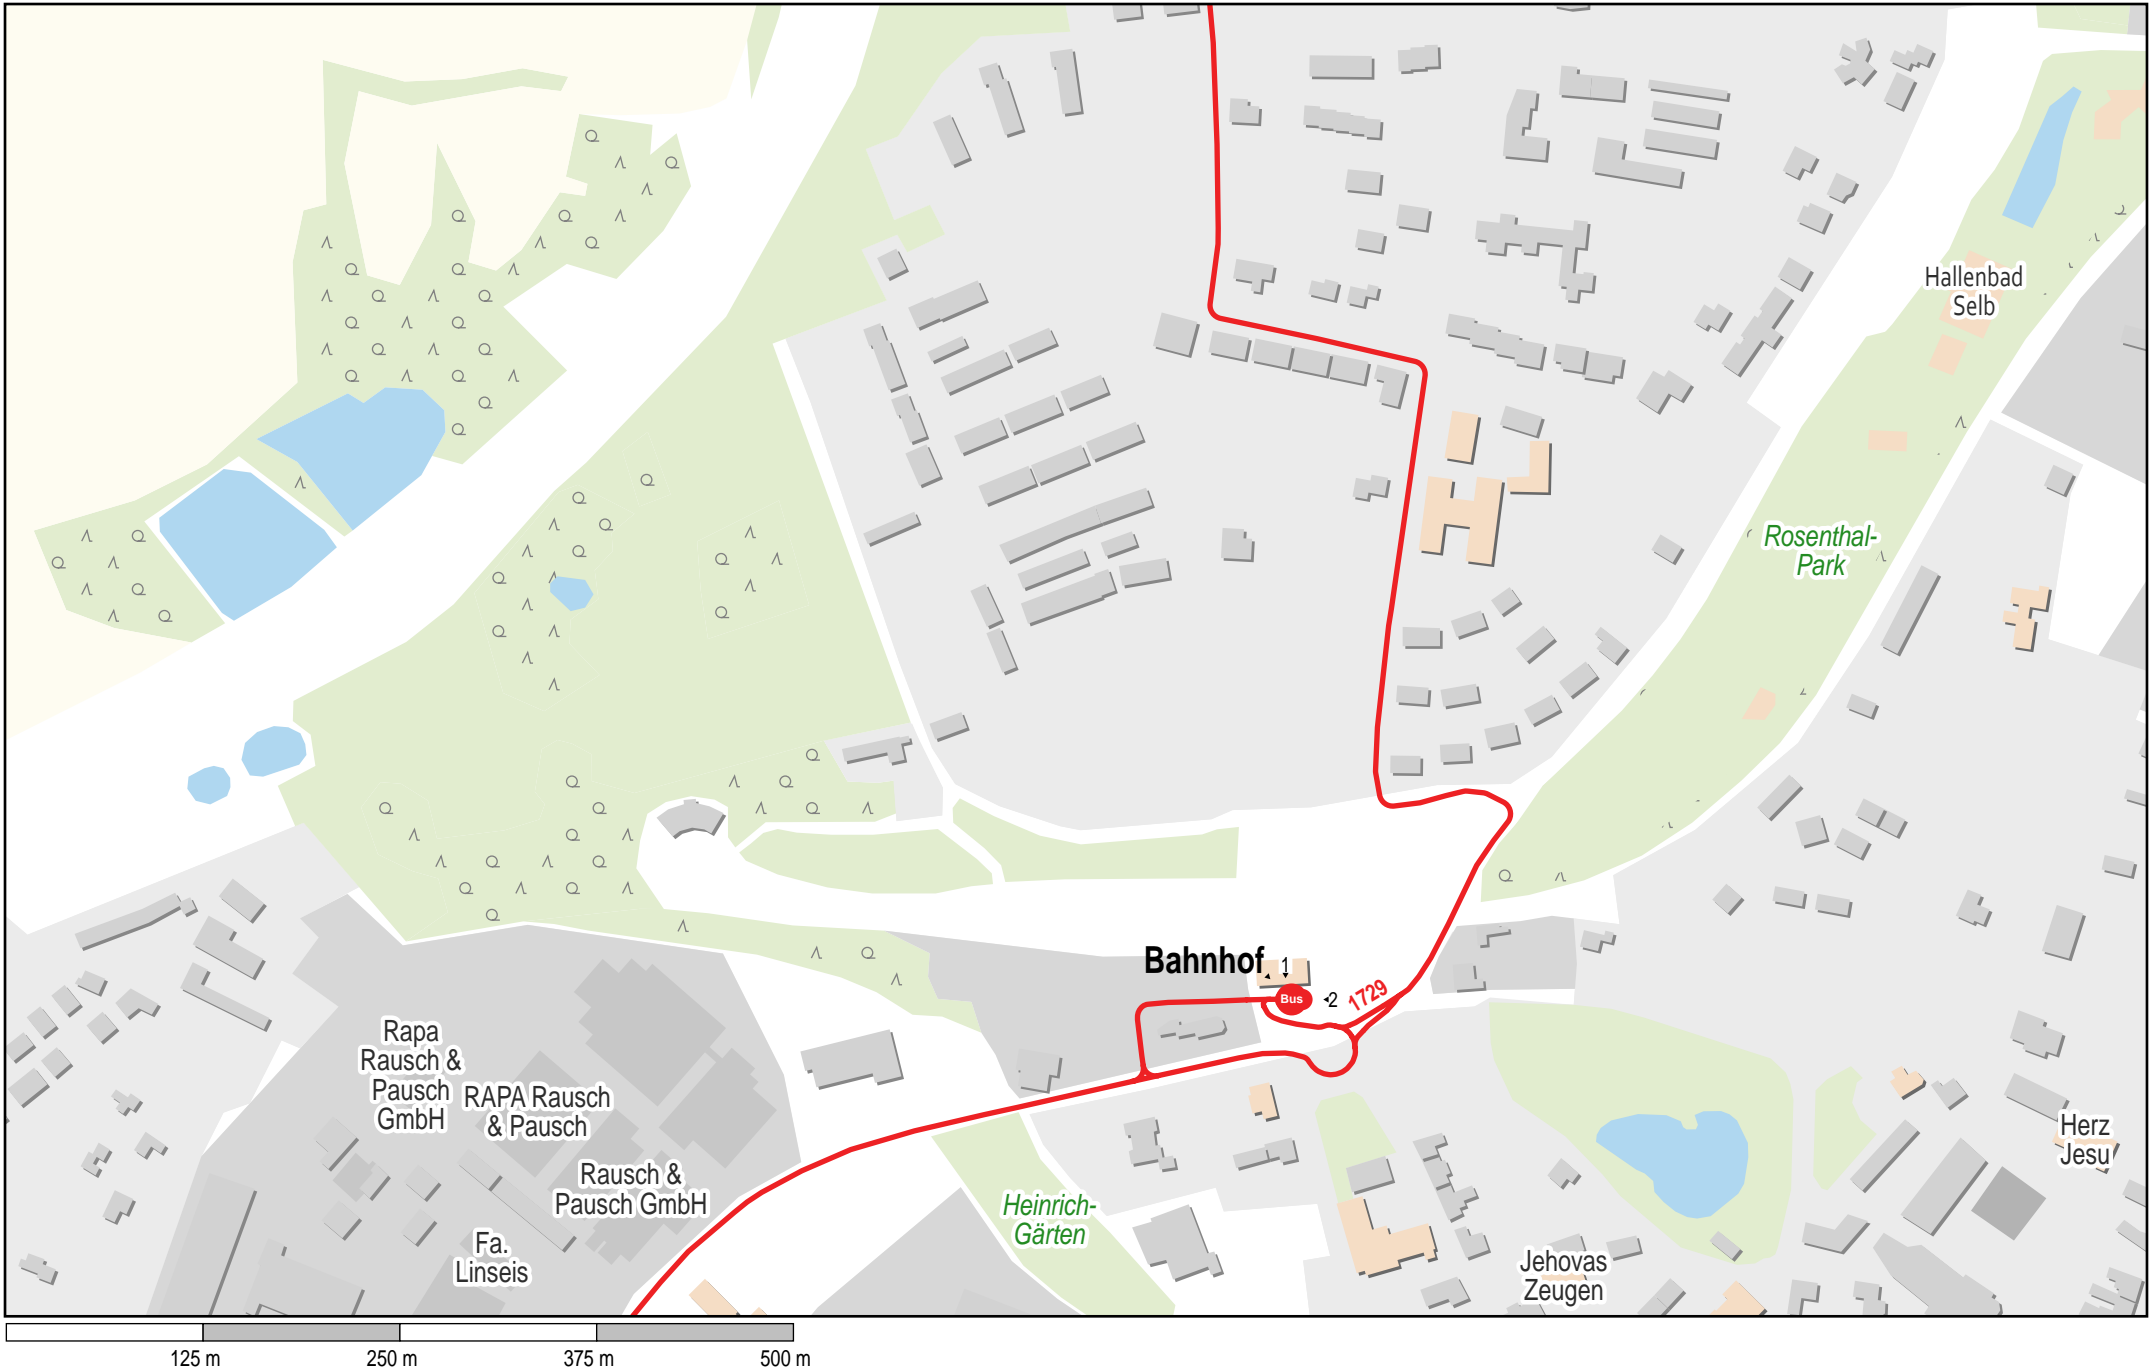 Hallenbad
Selb
Rosenthal-
Park
Bahnhof
1
Bus
2
1729
Rapa
Rausch &
Pausch
GmbH
RAPA Rausch
& Pausch
Rausch &
Pausch GmbH
Fa.
Linseis
Heinrich-
Gärten
Herz
Jesu
Jehovas
Zeugen
125 m
250 m
375 m
500 m